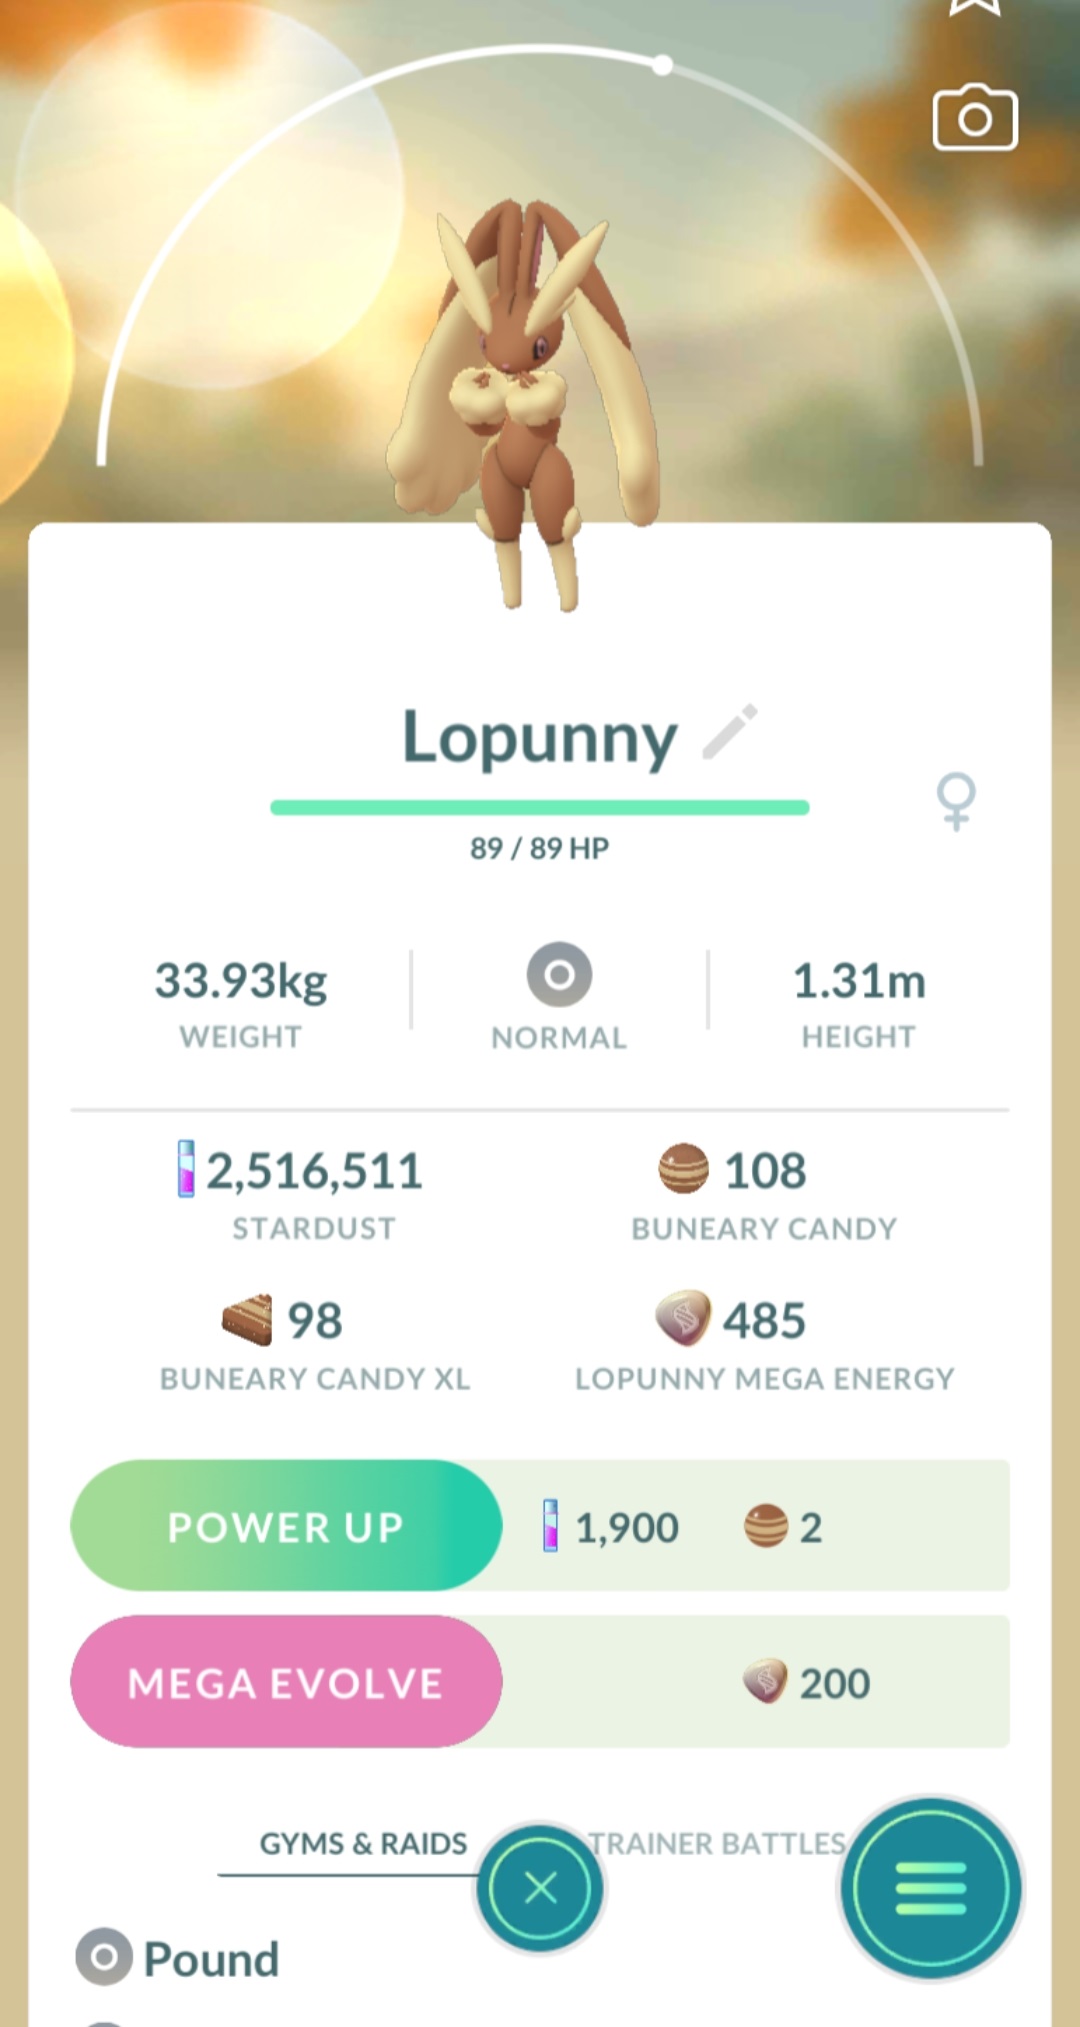 Lopunny
89 / 89 HP
33.93kg
WEIGHT
NORMAL
1.31m
HEIGHT
2,516,511
STARDUST
108
BUNEARY CANDY
98
BUNEARY CANDY XL
485
LOPUNNY MEGA ENERGY
POWER UP 1,900 2
MEGA EVOLVE 200
GYMS & RAIDS TRAINER BATTLES
Pound